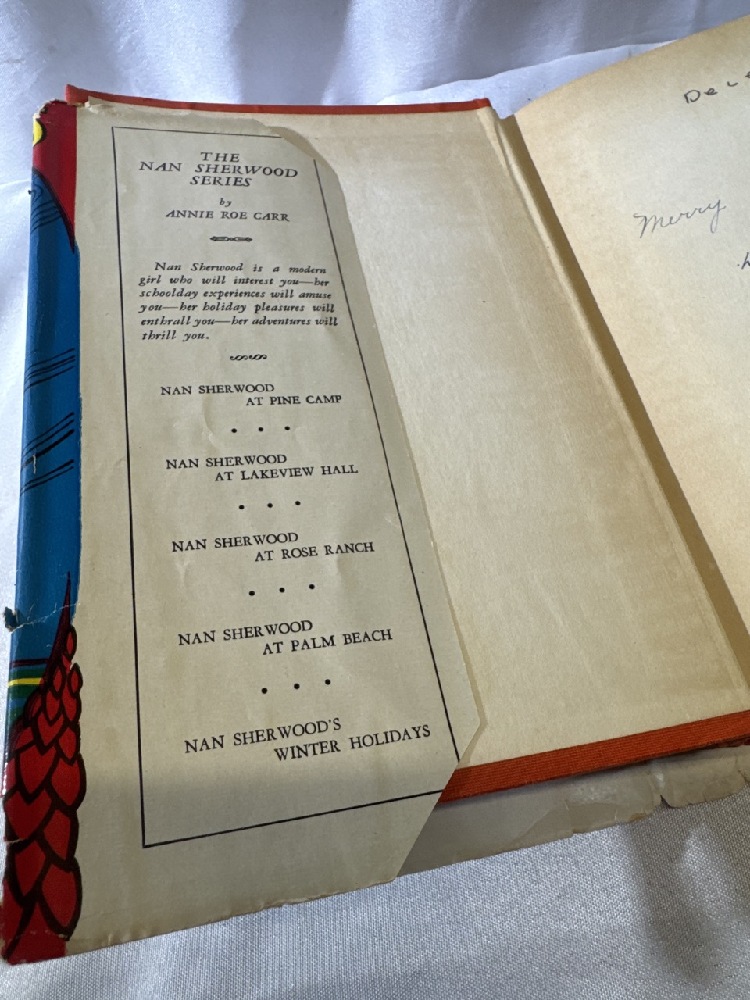 THE
NAN SHERWOOD
SERIES
by
ANNIE ROE CARR
Nan Sherwood is a modern
girl who will interest you—her
schoolday experiences will amuse
you—her holiday pleasures will
enthrall you—her adventures will
thrill you.
NAN SHERWOOD
AT PINE CAMP
NAN SHERWOOD
AT LAKEVIEW HALL
NAN SHERWOOD
AT ROSE RANCH
NAN SHERWOOD
AT PALM BEACH
NAN SHERWOOD'S
WINTER HOLIDAYS
Merry